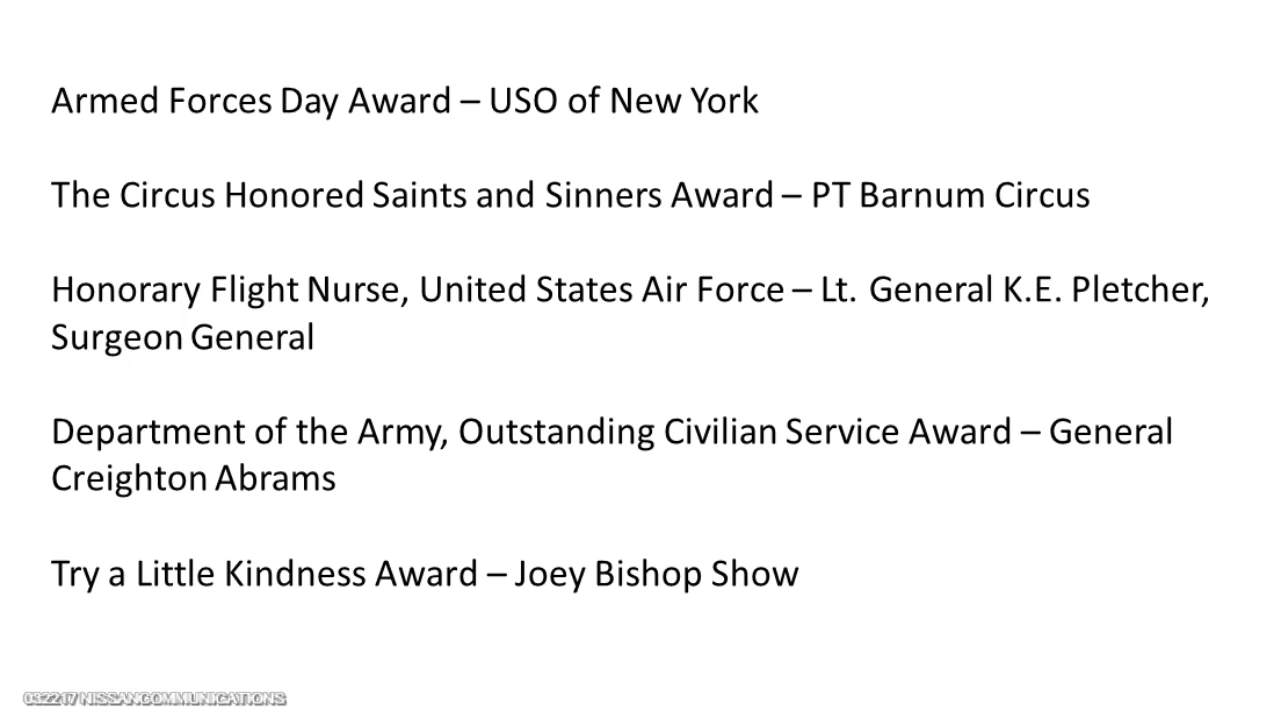 Armed Forces Day Award – USO of New York
The Circus Honored Saints and Sinners Award – PT Barnum Circus
Honorary Flight Nurse, United States Air Force – Lt. General K.E. Pletcher,
Surgeon General
Department of the Army, Outstanding Civilian Service Award – General
Creighton Abrams
Try a Little Kindness Award – Joey Bishop Show
032217 NISSANCOMMUNICATIONS